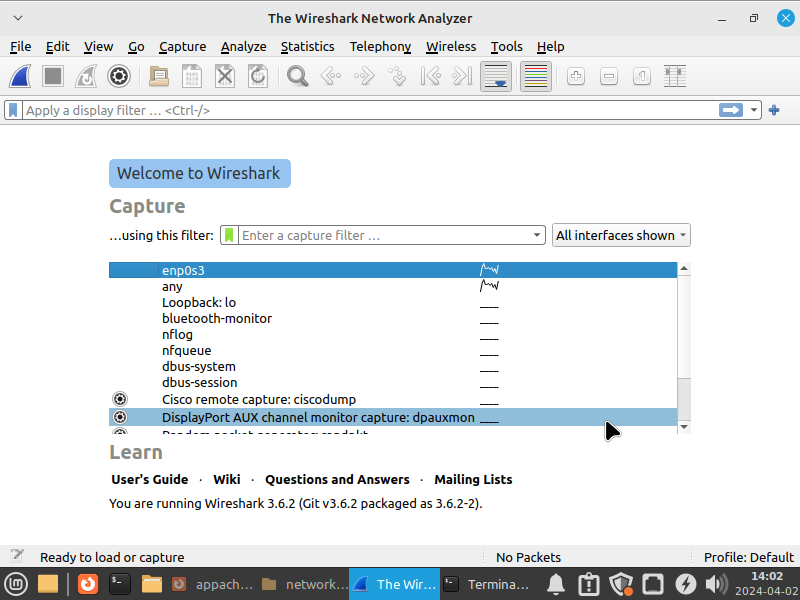 The Wireshark Network Analyzer
File Edit View Go Capture Analyze Statistics Telephony Wireless Tools Help
Apply a display filter … <Ctrl-/>
Welcome to Wireshark
Capture
…using this filter: Enter a capture filter … All interfaces shown
enp0s3
any
Loopback: lo
bluetooth-monitor
nflog
nfqueue
dbus-system
dbus-session
Cisco remote capture: ciscodump
DisplayPort AUX channel monitor capture: dpauxmon
Random packet generator: randpkt
Learn
User's Guide · Wiki · Questions and Answers · Mailing Lists
You are running Wireshark 3.6.2 (Git v3.6.2 packaged as 3.6.2-2).
Ready to load or capture No Packets Profile: Default
appach... network... The Wir... Termina... 14:02
2024-04-02